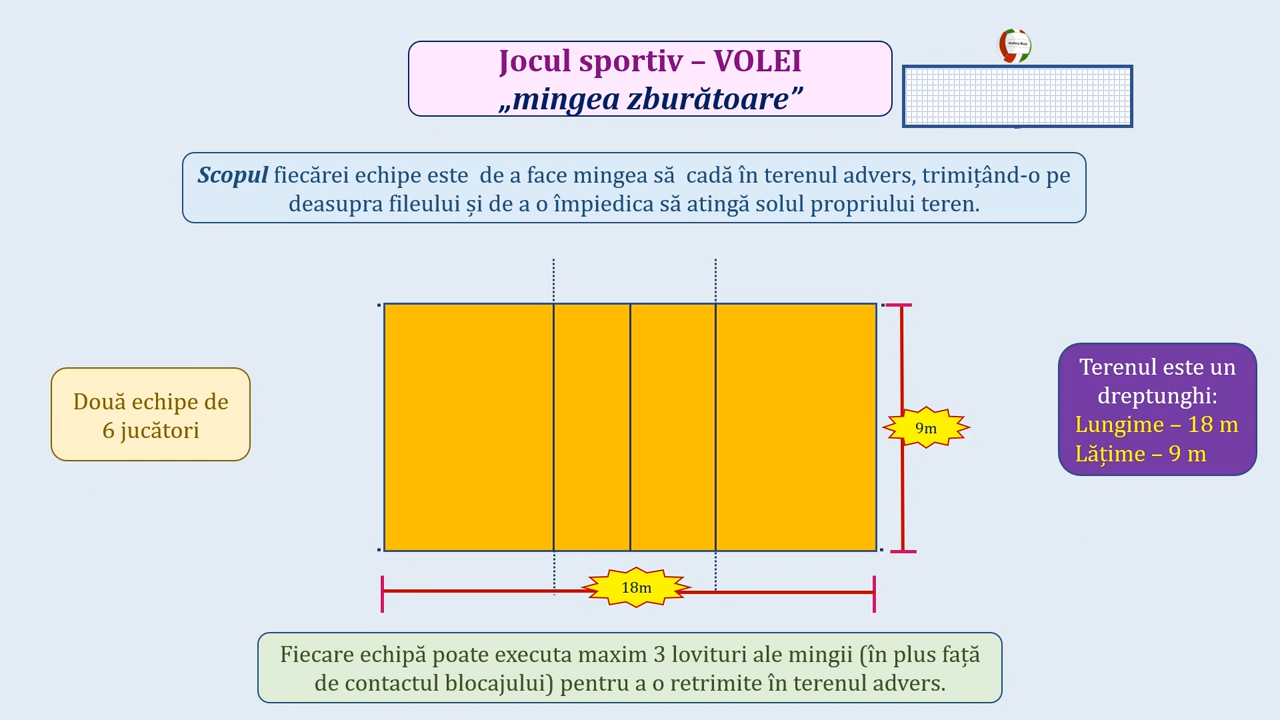 Jocul sportiv – VOLEI
„mingea zburătoare”
Scopul fiecărei echipe este de a face mingea să cadă în terenul advers, trimițând-o pe
deasupra fileului și de a o împiedica să atingă solul propriului teren.
Două echipe de
6 jucători
9m
Terenul este un
dreptunghi:
Lungime – 18 m
Lățime – 9 m
18m
Fiecare echipă poate executa maxim 3 lovituri ale mingii (în plus față
de contactul blocajului) pentru a o retrimite în terenul advers.